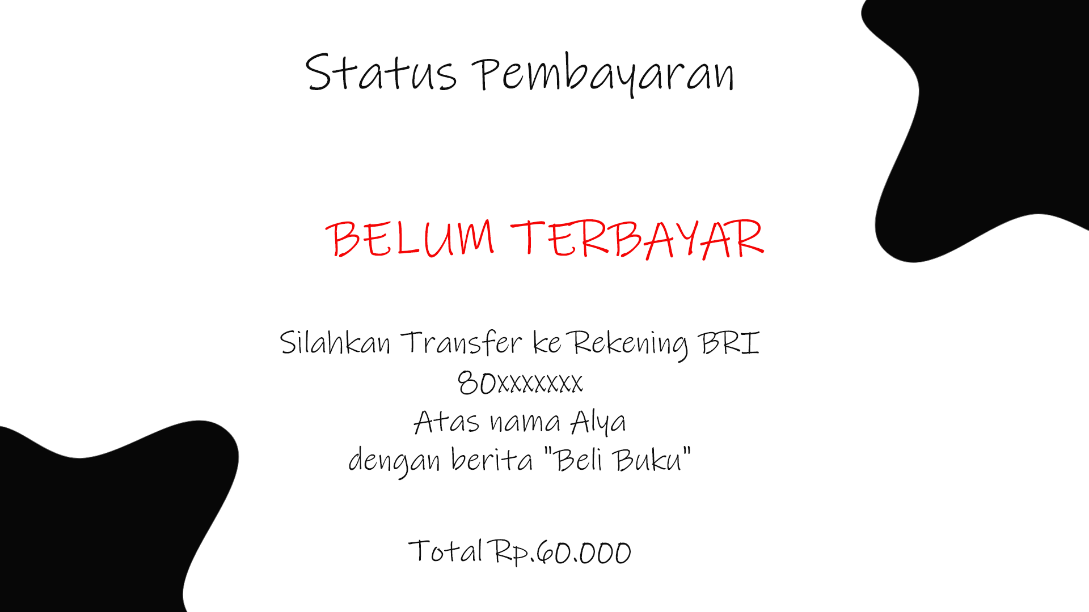 Status Pembayaran
BELUM TERBAYAR
Silahkan Transfer ke Rekening BRI
80xxxxxxx
Atas nama Alya
dengan berita "Beli Buku"
Total Rp.60.000